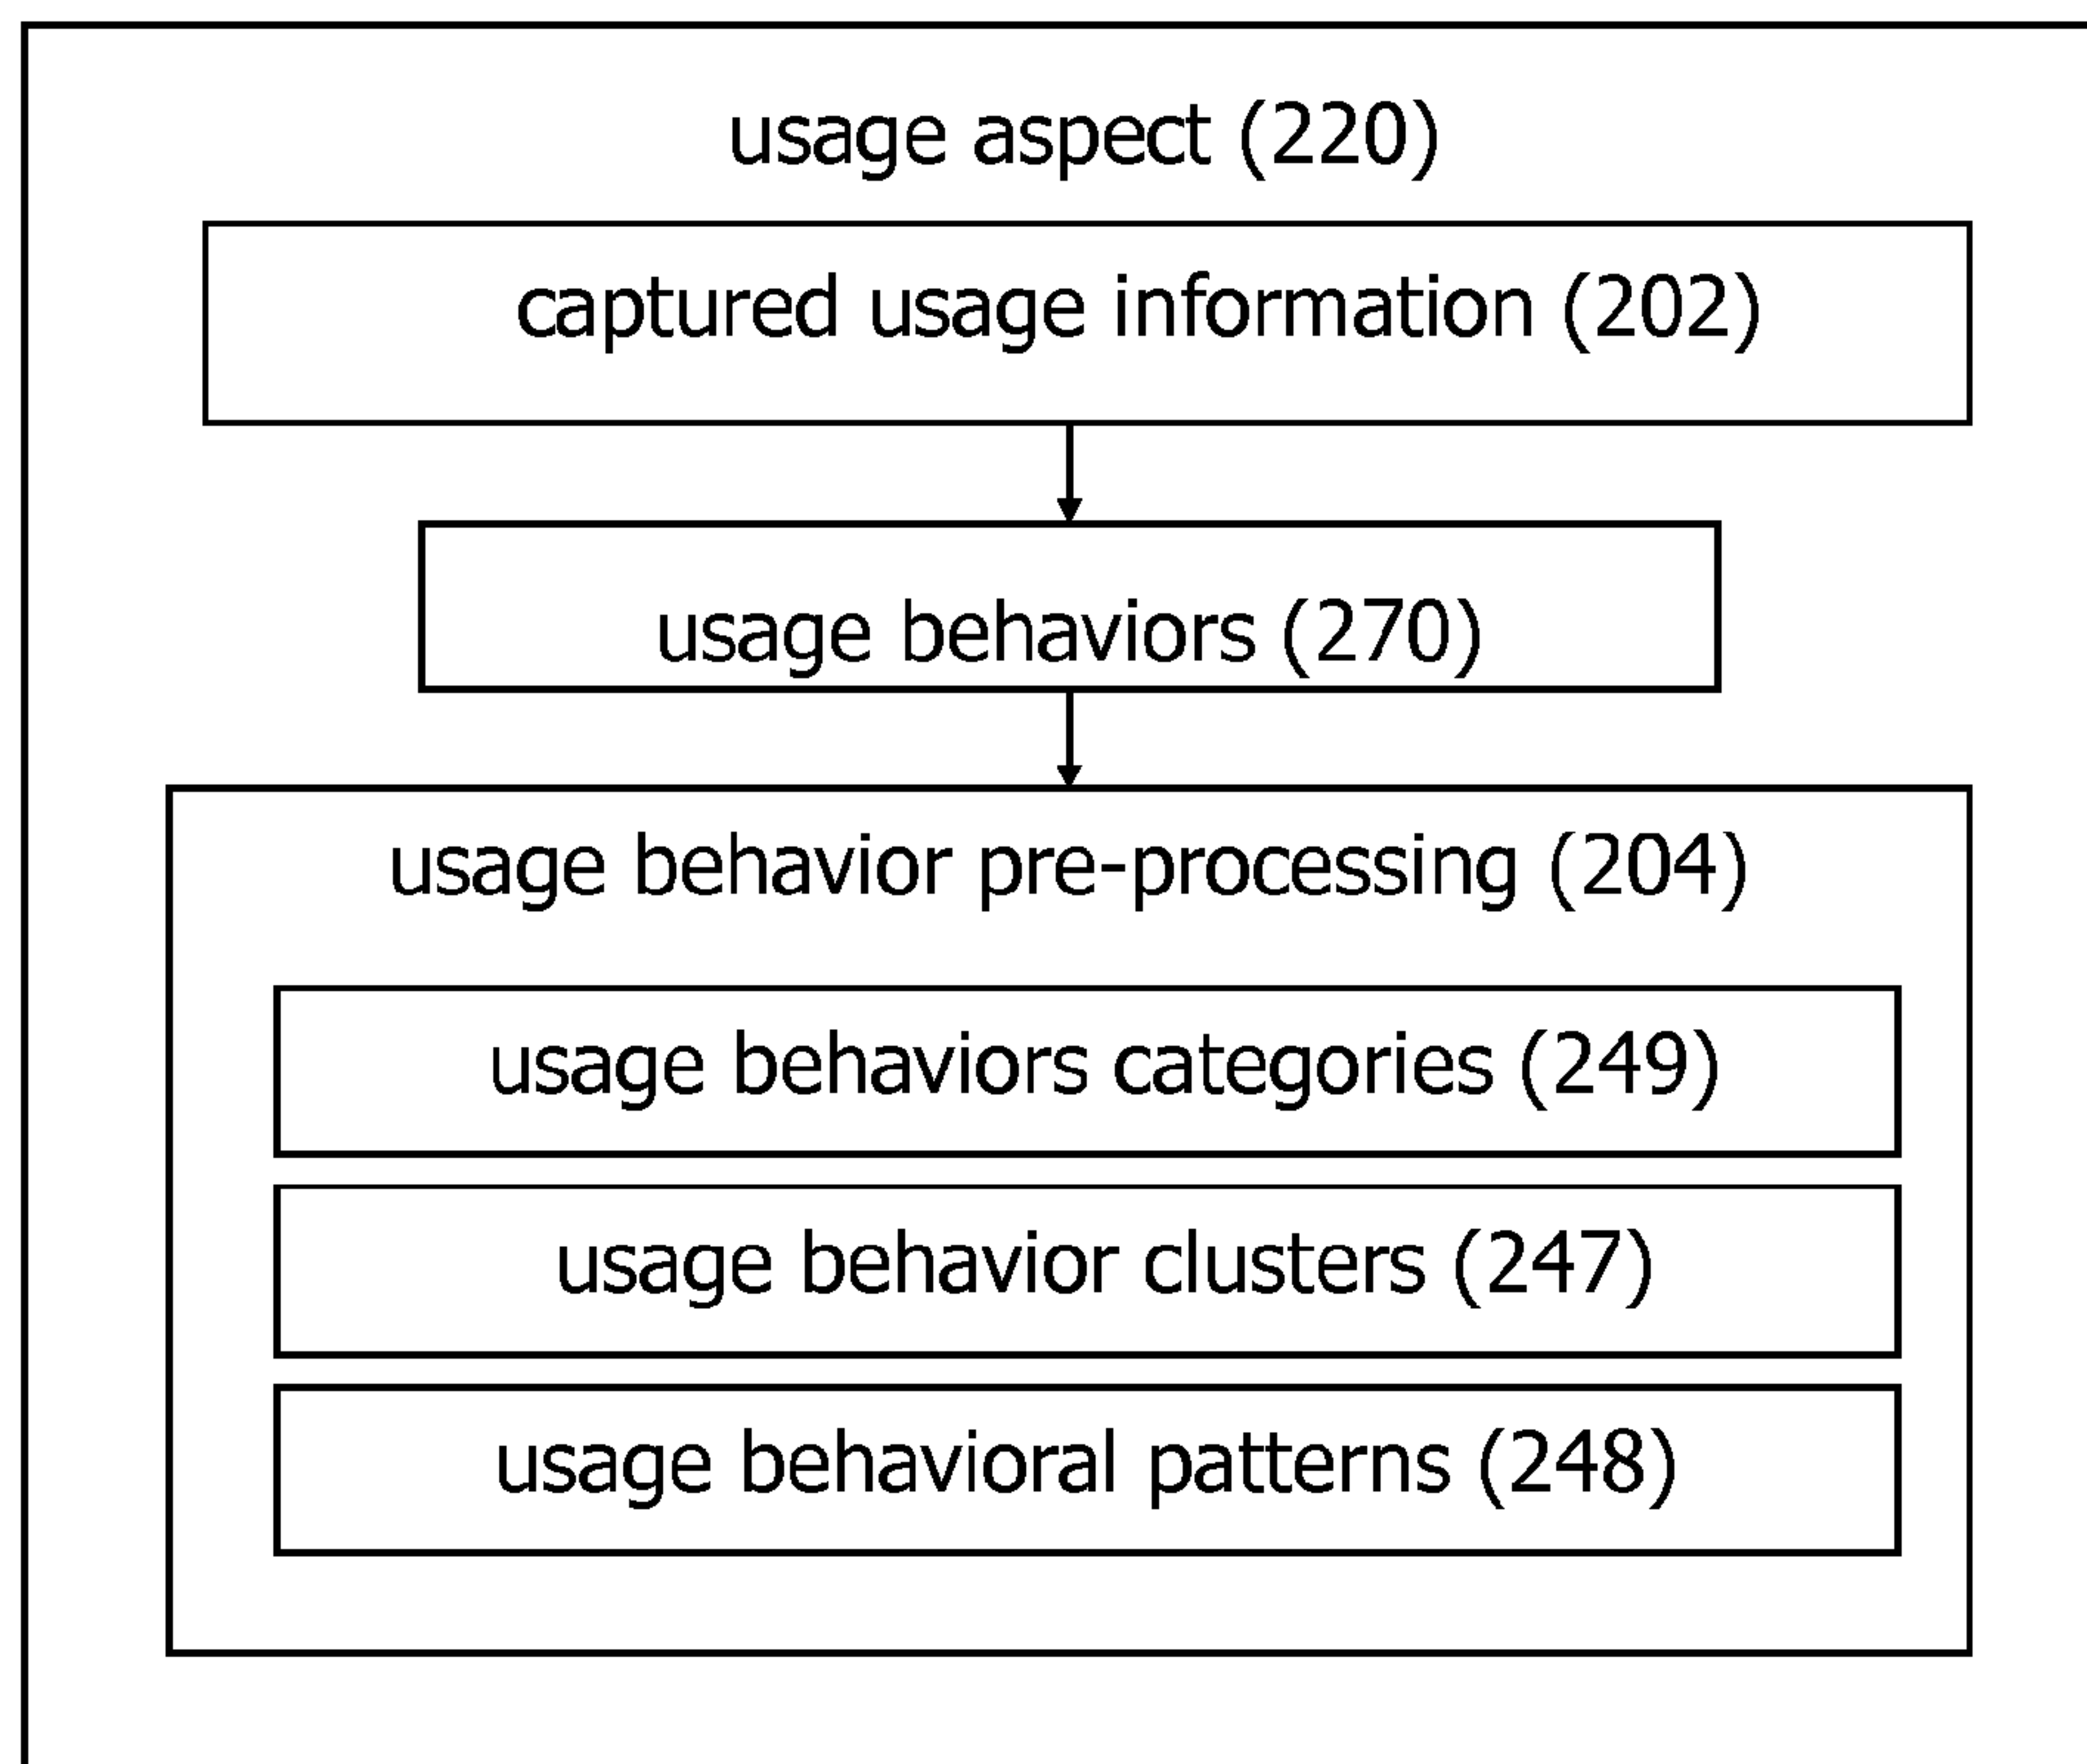 usage aspect (220)
captured usage information (202)
usage behaviors (270)
usage behavior pre-processing (204)
usage behaviors categories (249)
usage behavior clusters (247)
usage behavioral patterns (248)